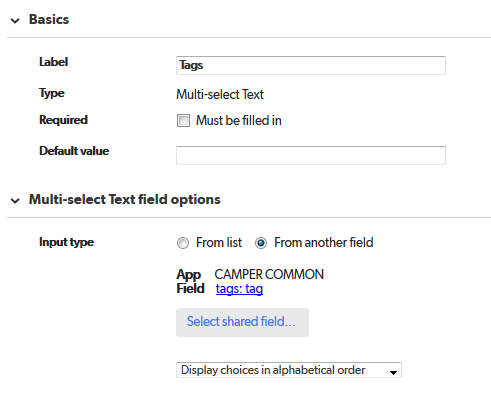 Basics
Label Tags
Type Multi-select Text
Required Must be filled in
Default value
Multi-select Text field options
Input type From list From another field
App CAMPER COMMON
Field tags: tag
Select shared field...
Display choices in alphabetical order